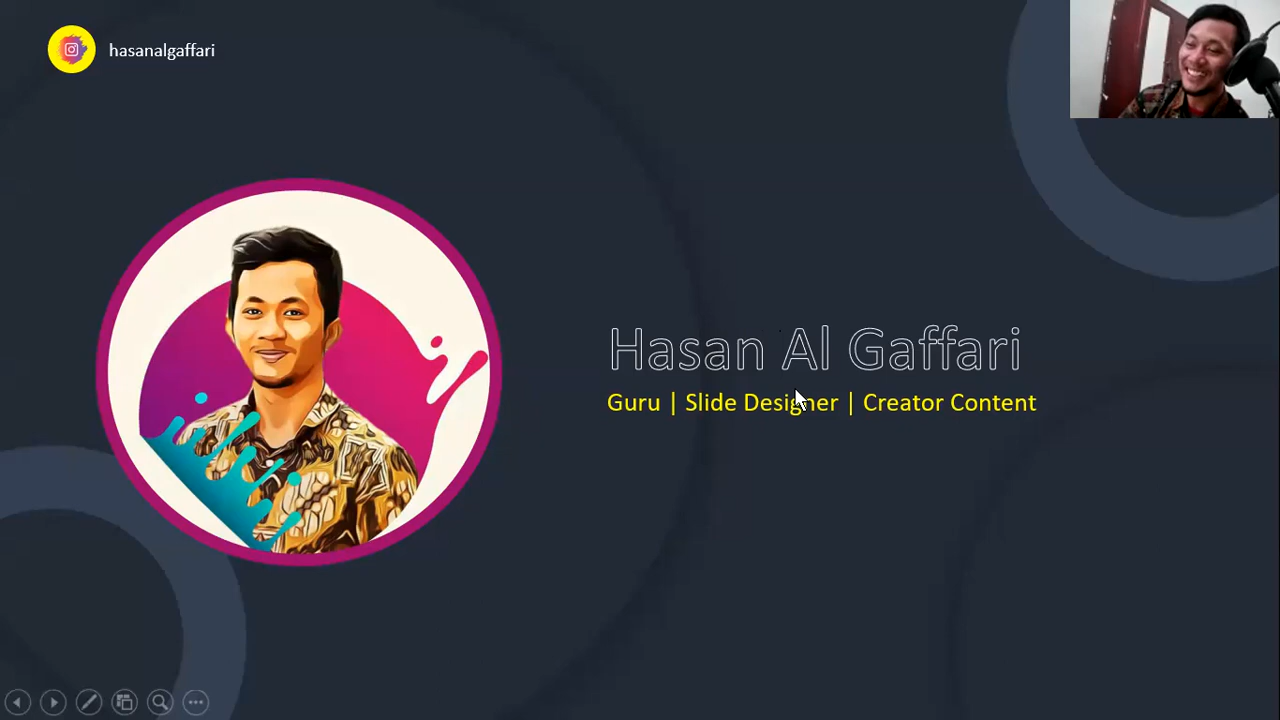 hasanalgaffari
Hasan Al Gaffari
Guru | Slide Designer | Creator Content